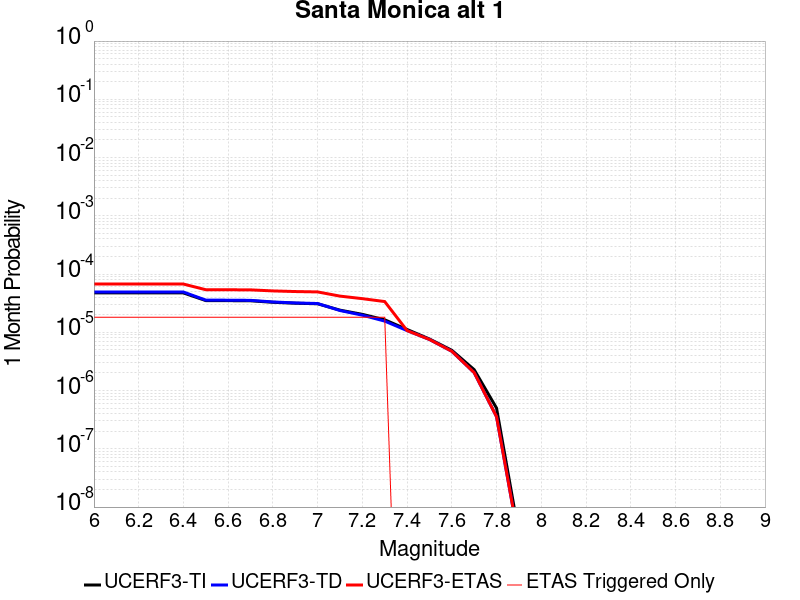 Santa Monica alt 1
1 Month Probability
10^0
10^-1
10^-2
10^-3
10^-4
10^-5
10^-6
10^-7
10^-8
6 6.2 6.4 6.6 6.8 7 7.2 7.4 7.6 7.8 8 8.2 8.4 8.6 8.8 9
Magnitude
UCERF3-TI UCERF3-TD UCERF3-ETAS ETAS Triggered Only